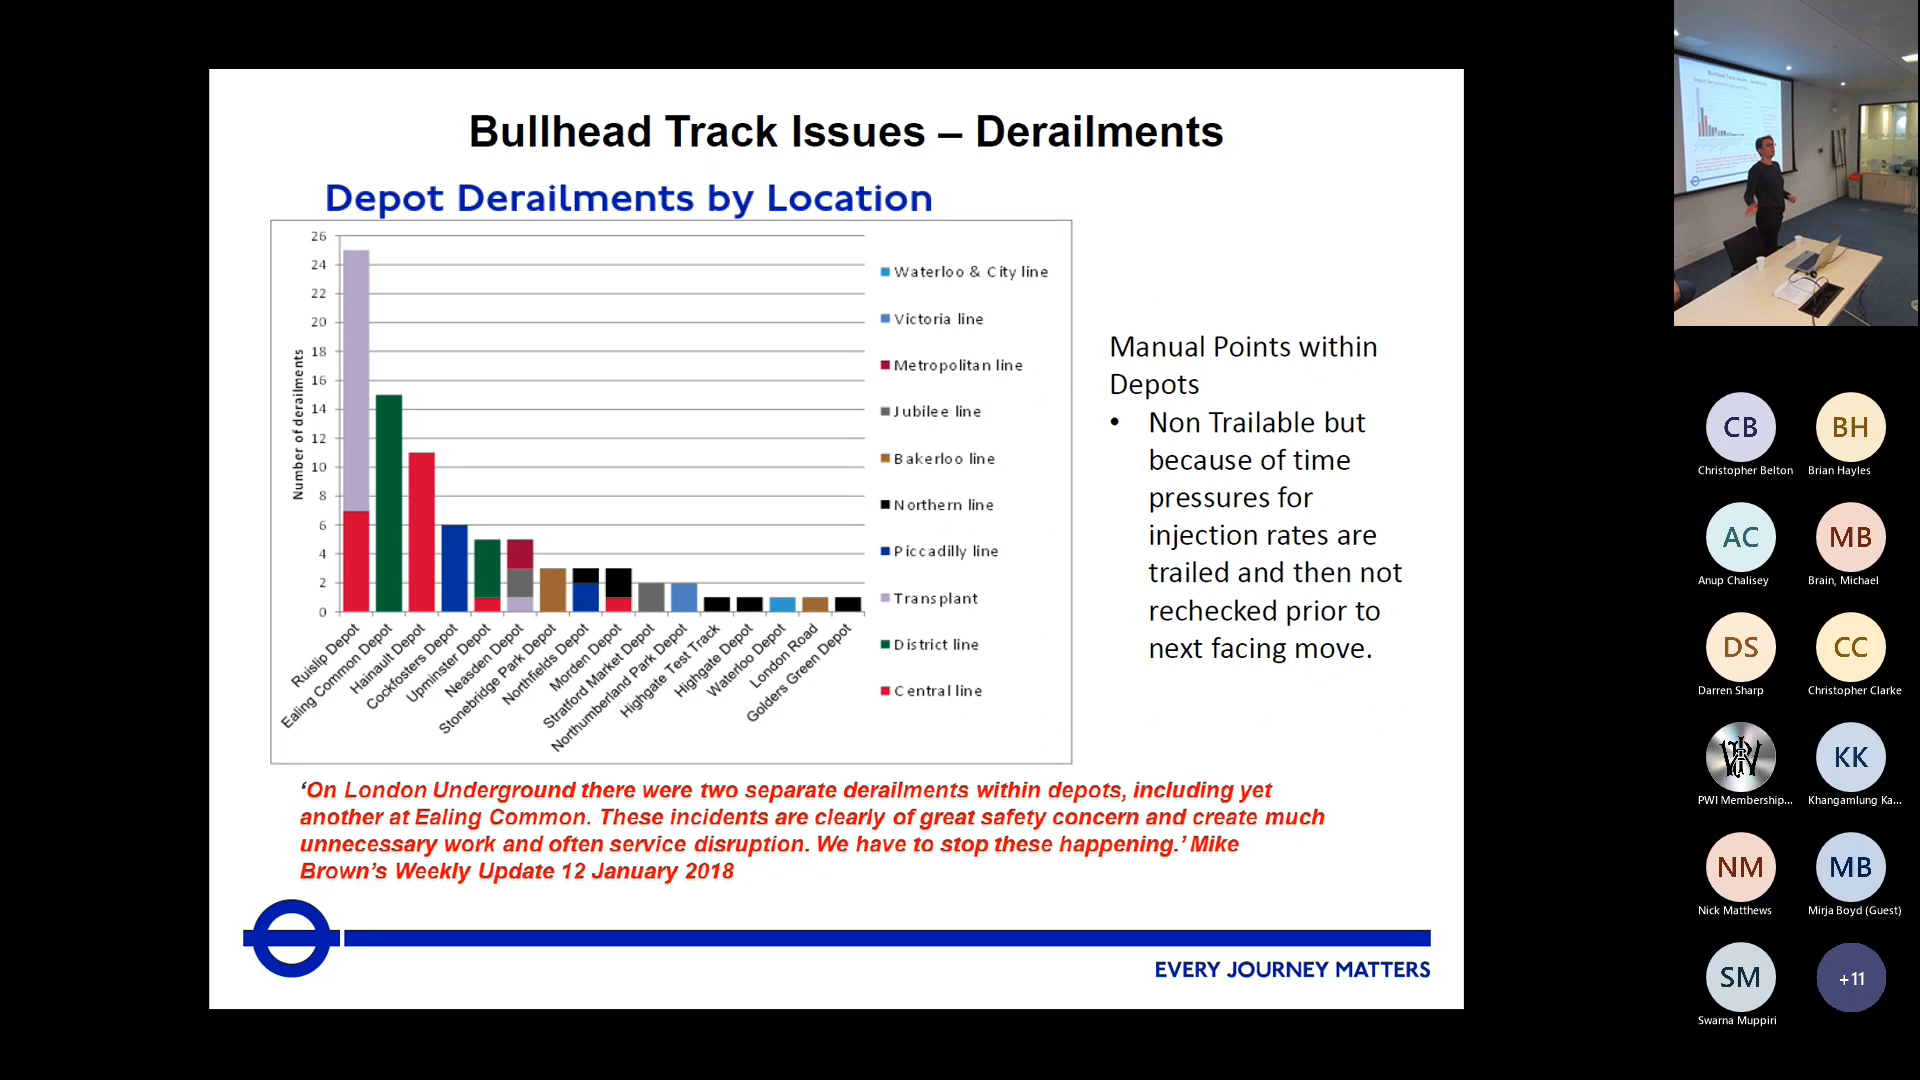 Bullhead Track Issues – Derailments
Depot Derailments by Location
Number of derailments
26
24
22
20
18
16
14
12
10
8
6
4
2
0
Ruislip Depot
Ealing Common Depot
Hainault Depot
Cockfosters Depot
Upminster Depot
Neasden Depot
Stonebridge Park Depot
Northfields Depot
Morden Depot
Stratford Market Depot
Northumberland Park Depot
Highgate Test Track
Highgate Depot
Waterloo Depot
London Road
Golders Green Depot
Waterloo & City line
Victoria line
Metropolitan line
Jubilee line
Bakerloo line
Northern line
Piccadilly line
Transplant
District line
Central line
Manual Points within
Depots
• Non Trailable but
because of time
pressures for
injection rates are
trailed and then not
rechecked prior to
next facing move.
‘On London Underground there were two separate derailments within depots, including yet
another at Ealing Common. These incidents are clearly of great safety concern and create much
unnecessary work and often service disruption. We have to stop these happening.’ Mike
Brown’s Weekly Update 12 January 2018
EVERY JOURNEY MATTERS
CB
Christopher Belton
BH
Brian Hayles
AC
Anup Chalisey
MB
Brain, Michael
DS
Darren Sharp
CC
Christopher Clarke
PWI Membership...
KK
Khangamlung Ka...
NM
Nick Matthews
MB
Mirja Boyd (Guest)
SM
Swarna Muppiri
+11